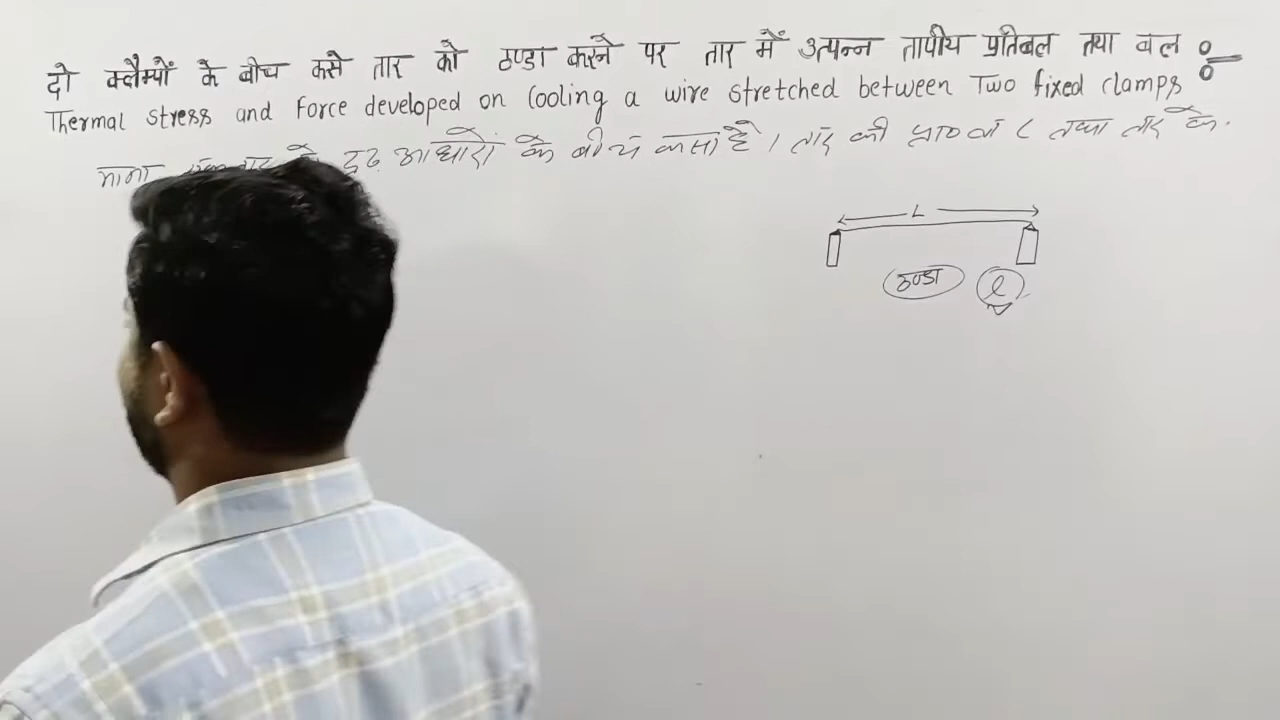 दो क्लैम्पों के बीच कसे तार को ठण्डा करने पर तार में उत्पन्न तापीय प्रतिबल तथा बल :-
Thermal stress and Force developed on Cooling a wire stretched between Two fixed clamps
माना दृढ़ आधारों के बीच कसा है। तार की ल० L तथा तार के
L
ठण्डा l